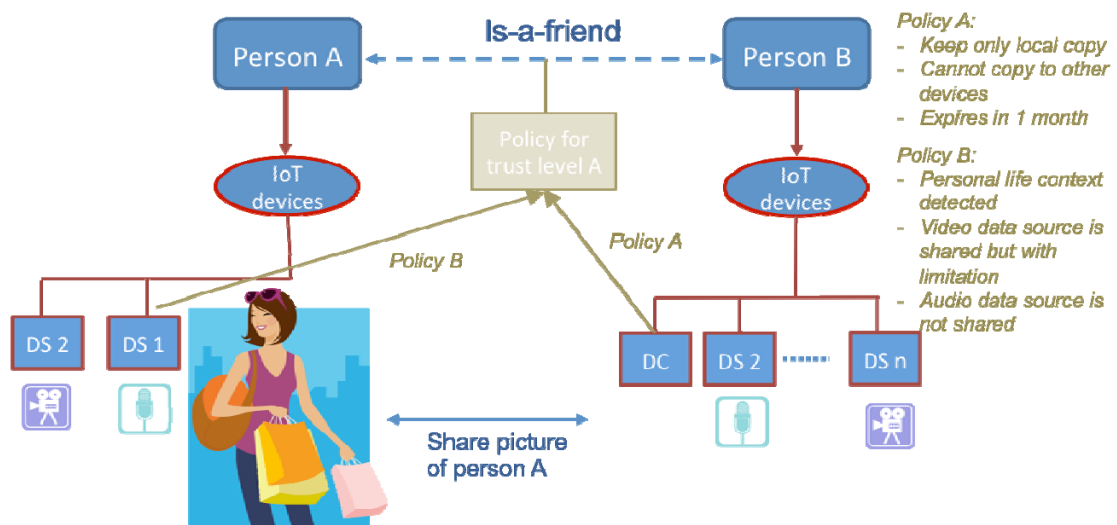 Is-a-friend
Person A
Person B
Policy A:
- Keep only local copy
- Cannot copy to other
devices
- Expires in 1 month
Policy for
trust level A
IoT
devices
IoT
devices
Policy B:
- Personal life context
detected
- Video data source is
shared but with
limitation
- Audio data source is
not shared
Policy B
Policy A
DS 2
DS 1
DC
DS 2
DS n
Share picture
of person A